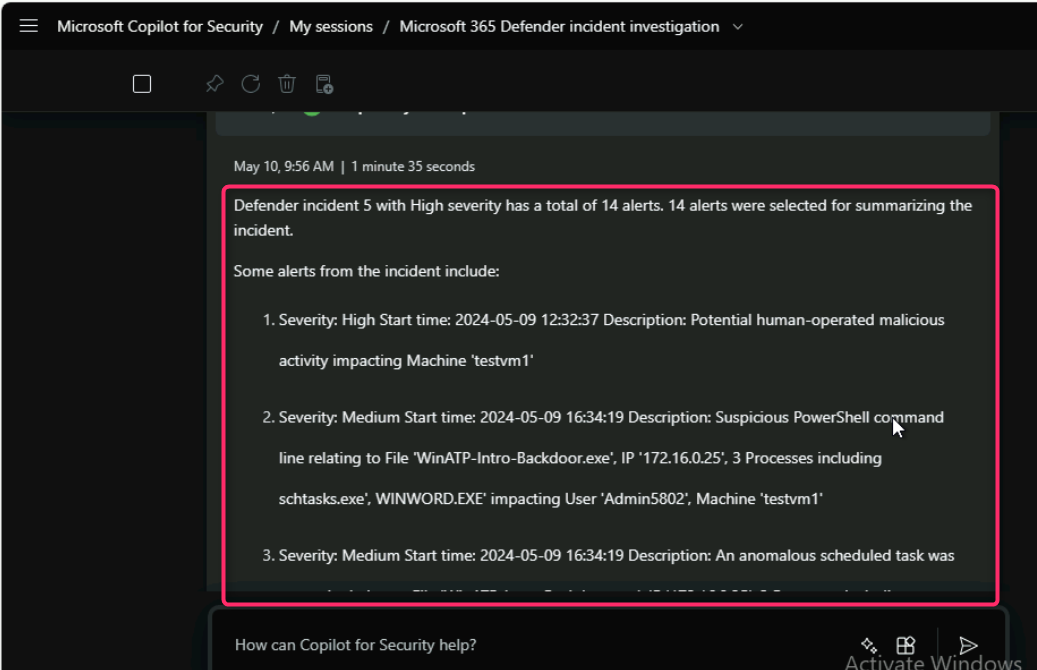 Microsoft Copilot for Security / My sessions / Microsoft 365 Defender incident investigation
May 10, 9:56 AM | 1 minute 35 seconds
Defender incident 5 with High severity has a total of 14 alerts. 14 alerts were selected for summarizing the
incident.
Some alerts from the incident include:
1. Severity: High Start time: 2024-05-09 12:32:37 Description: Potential human-operated malicious
activity impacting Machine 'testvm1'
2. Severity: Medium Start time: 2024-05-09 16:34:19 Description: Suspicious PowerShell command
line relating to File 'WinATP-Intro-Backdoor.exe', IP '172.16.0.25', 3 Processes including
schtasks.exe', WINWORD.EXE' impacting User 'Admin5802', Machine 'testvm1'
3. Severity: Medium Start time: 2024-05-09 16:34:19 Description: An anomalous scheduled task was
How can Copilot for Security help?
Activate Windows